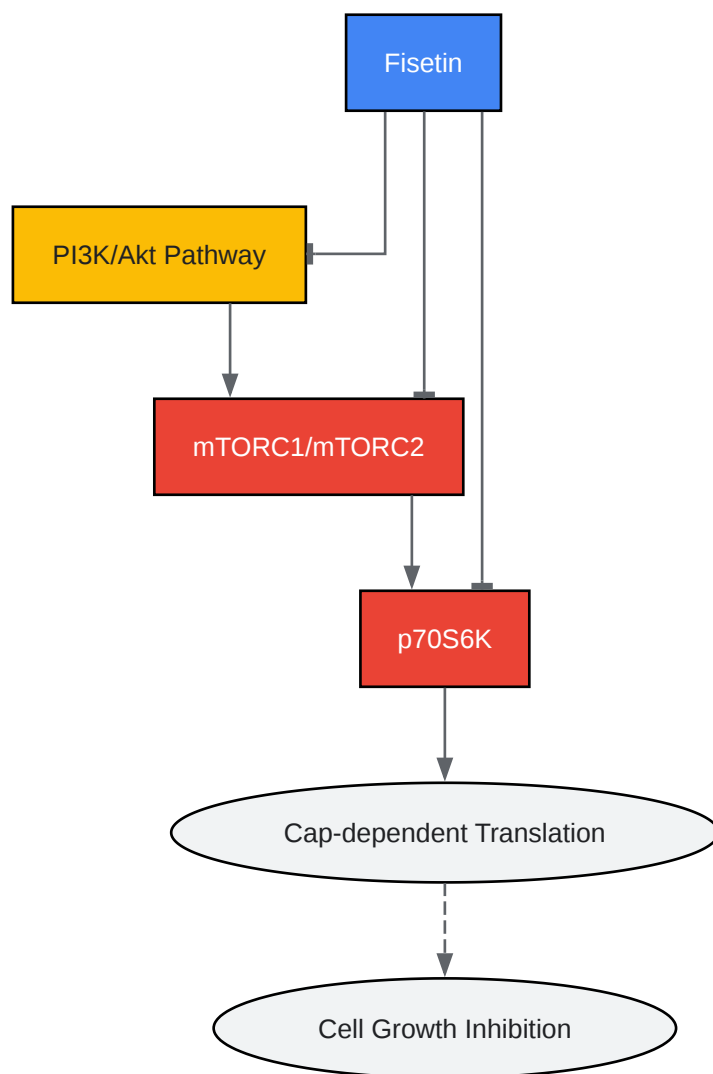 Fisetin
PI3K/Akt Pathway
mTORC1/mTORC2
p70S6K
Cap-dependent Translation
Cell Growth Inhibition